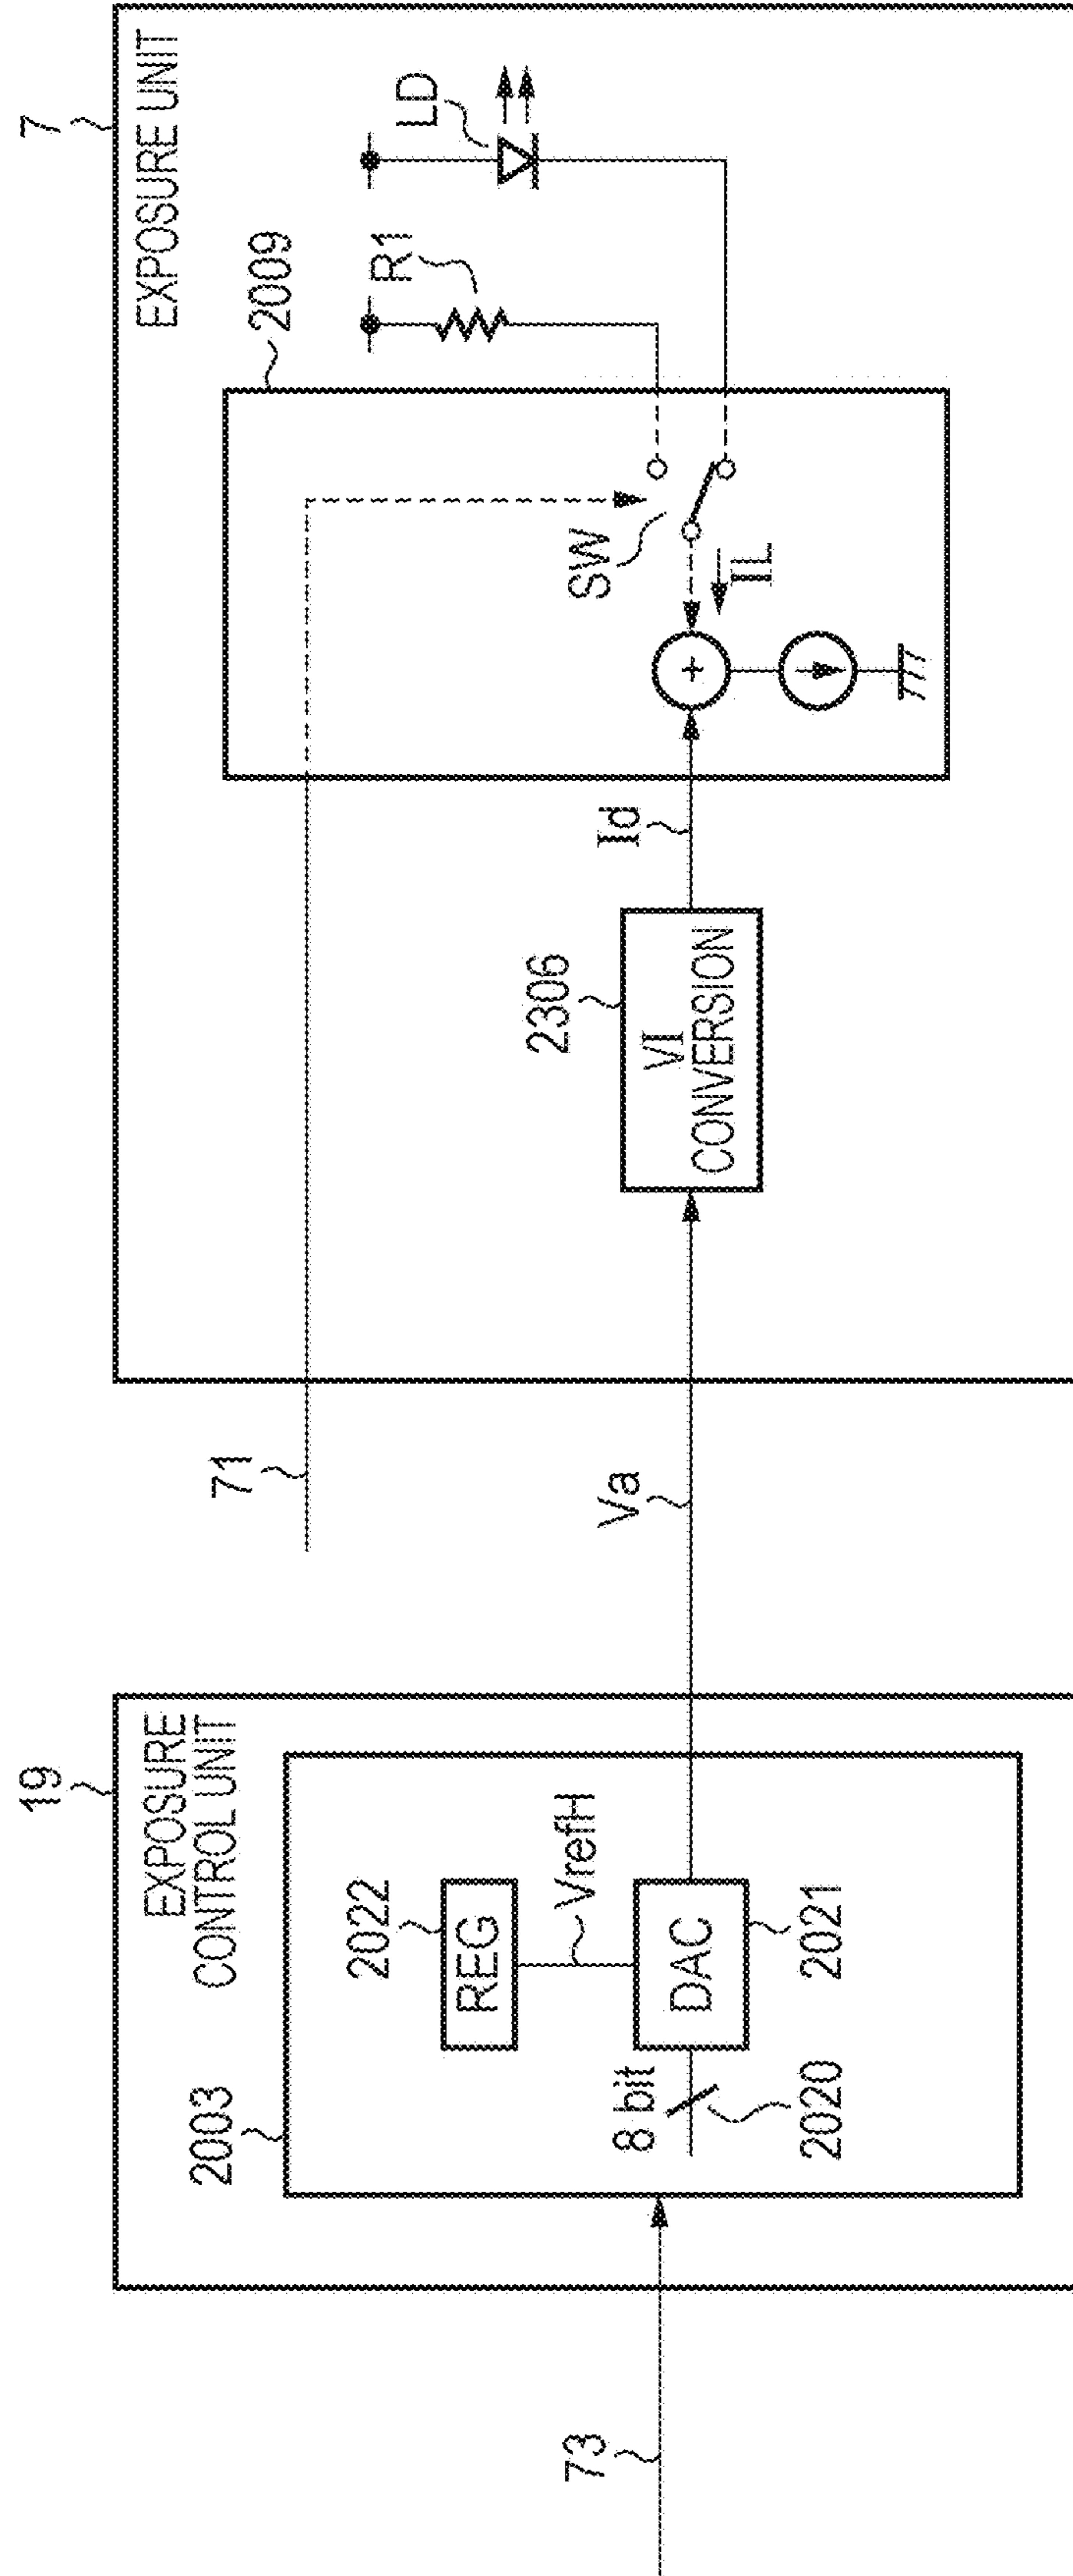 19
EXPOSURE
CONTROL UNIT
2003
2022
REG
VrefH
8 bit
DAC
2020
2021
73
Va
71
7
EXPOSURE UNIT
2306
VI
CONVERSION
Id
2009
SW
IL
R1
LD
+